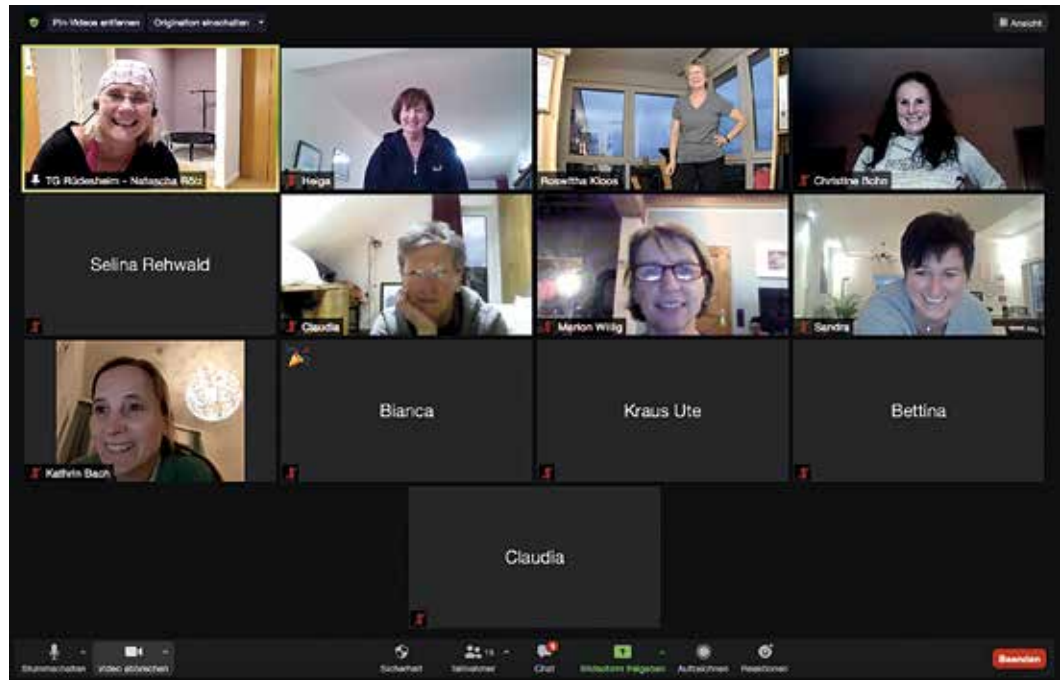 Pin-Videos entfernen
Originalton einschalten
Ansicht
TG Rüdesheim - Natascha Rölz
Helga
Roswitha Kloos
Christine Bohn
Selina Rehwald
Claudia
Marion Willig
Sandra
Kathrin Bach
Bianca
Kraus Ute
Bettina
Claudia
Stummschalten
Video abbrechen
Sicherheit
Teilnehmer
Chat
Bildschirm freigeben
Aufzeichnen
Reaktionen
Beenden